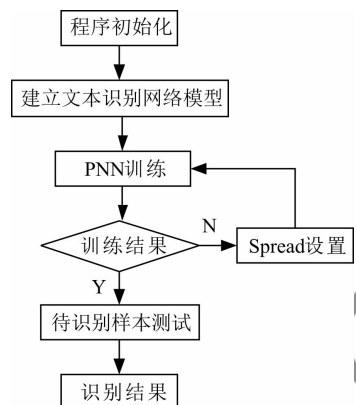 程序初始化
建立文本识别网络模型
PNN训练
训练结果
N
Spread设置
Y
待识别样本测试
识别结果